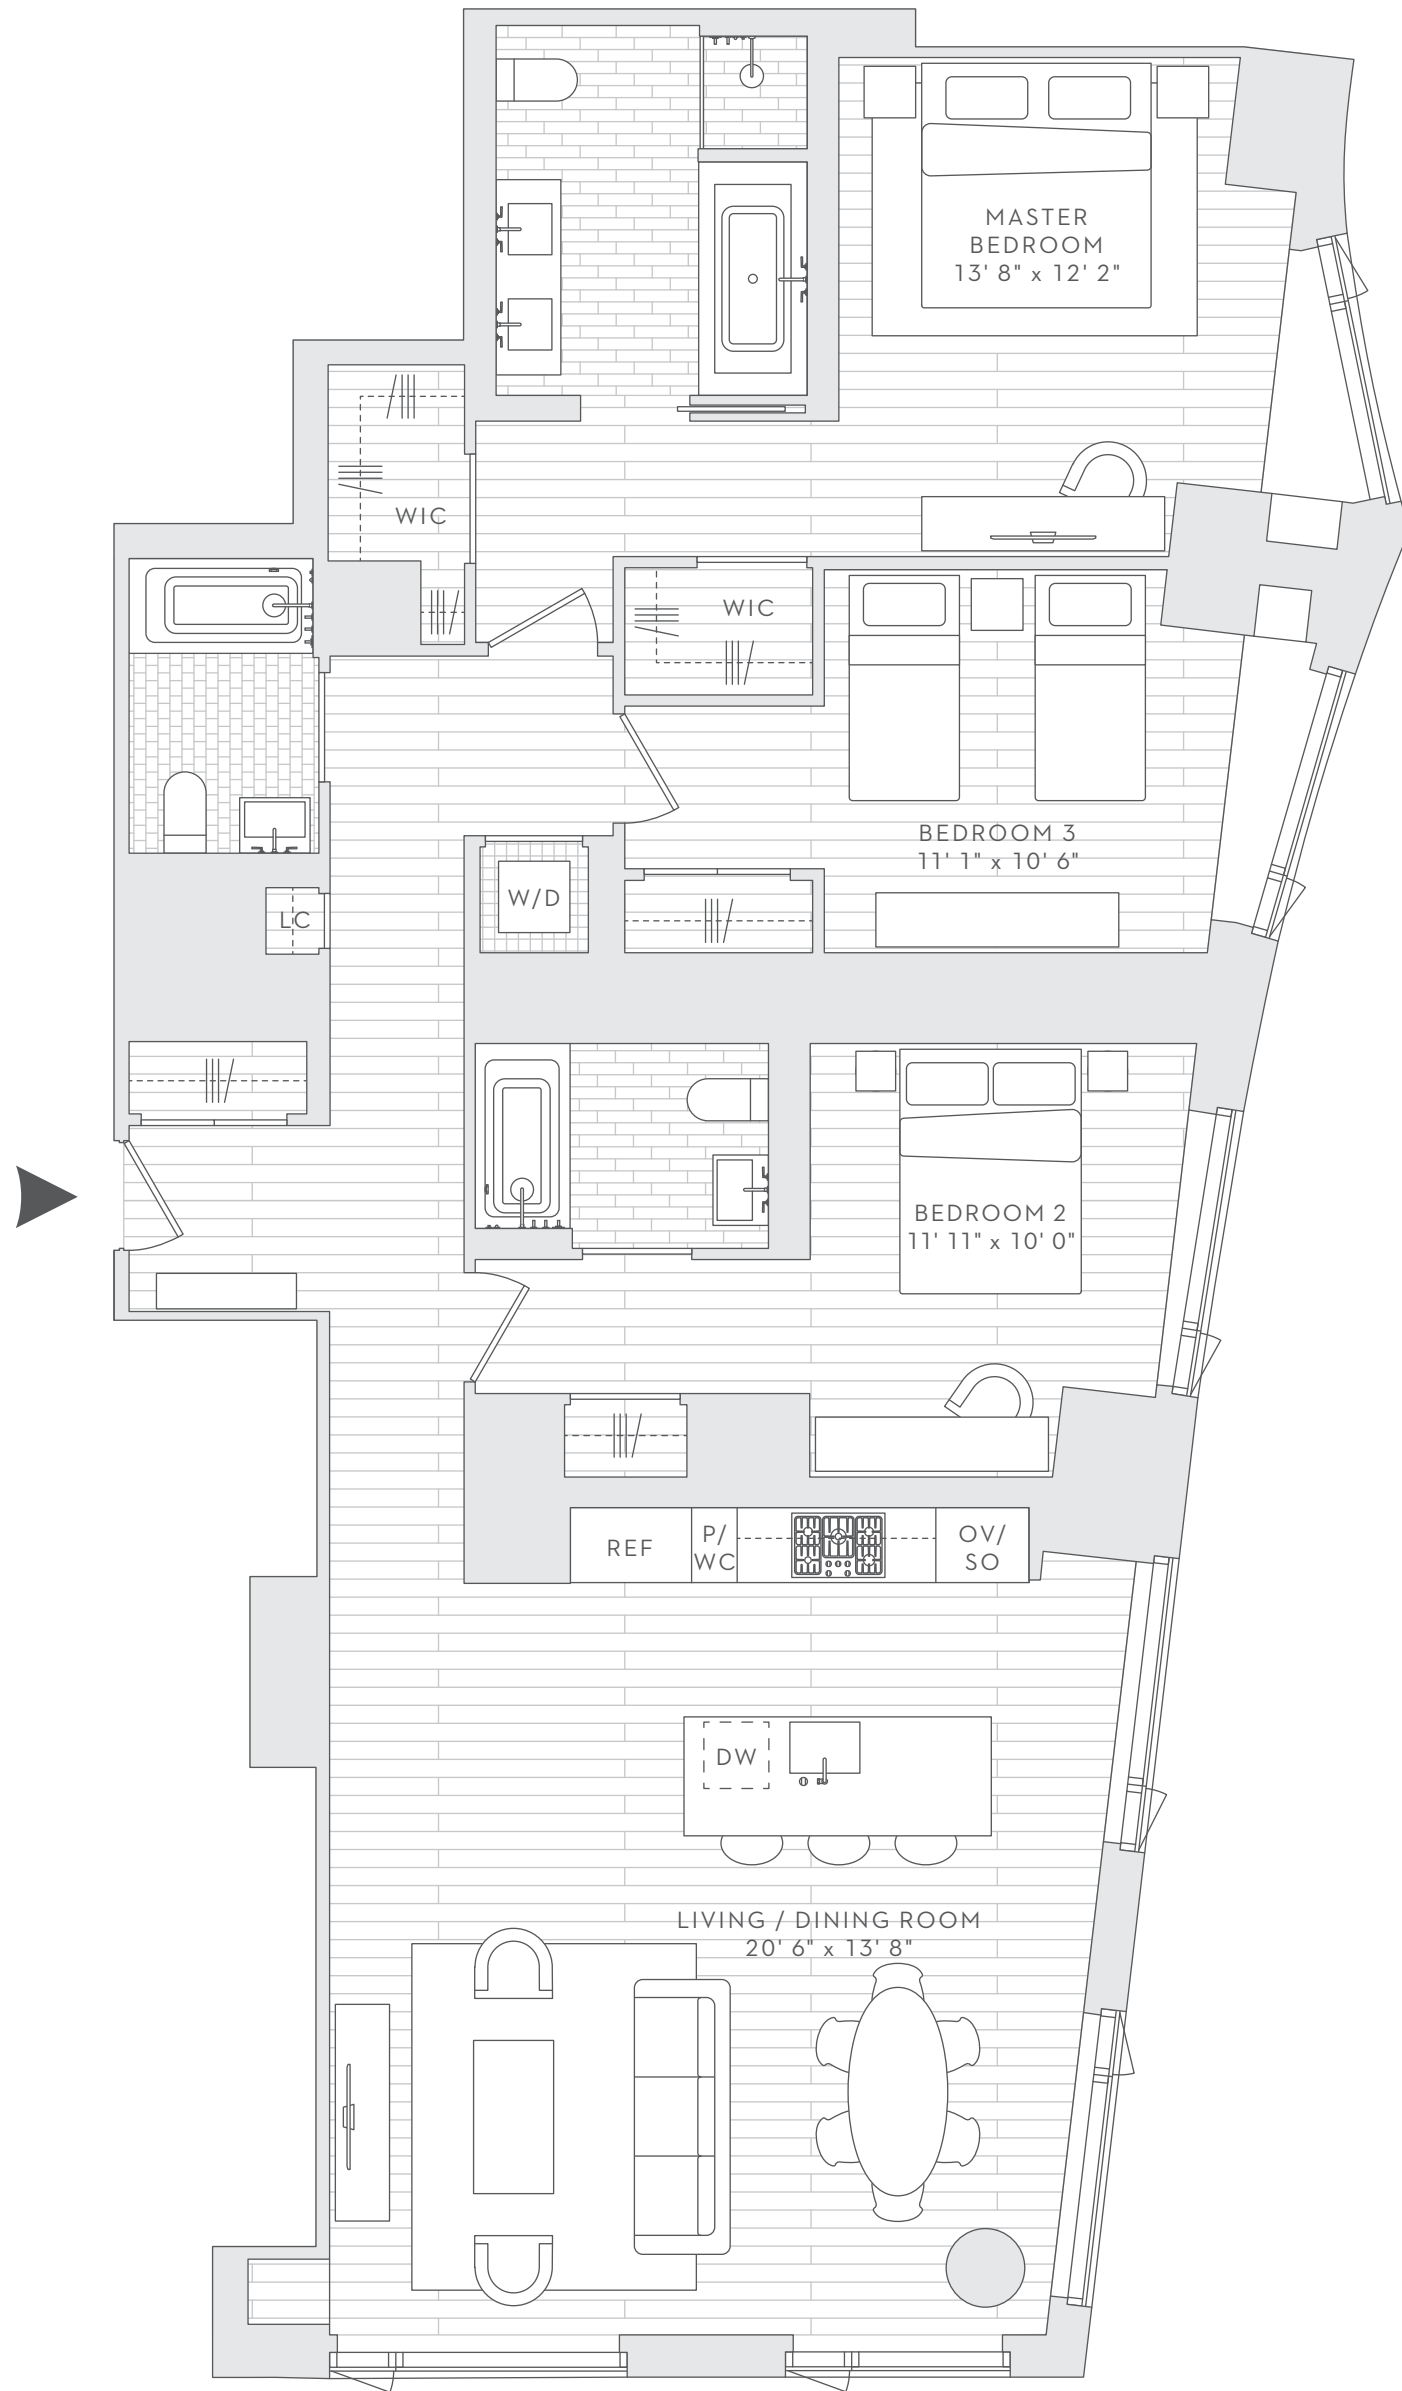 MASTER
BEDROOM
13' 8" x 12' 2"
WIC
WIC
BEDROOM 3
11' 1" x 10' 6"
W/D
LC
BEDROOM 2
11' 11" x 10' 0"
REF
P/
WC
OV/
SO
DW
LIVING / DINING ROOM
20' 6" x 13' 8"